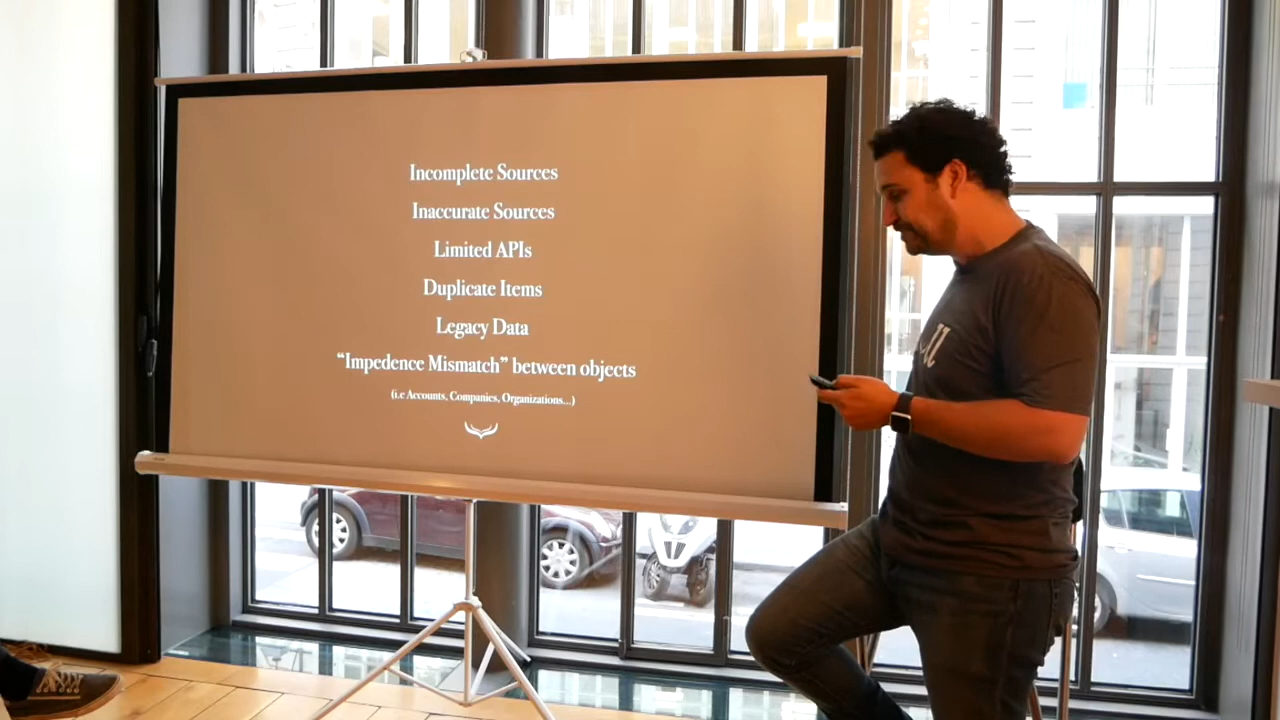 Incomplete Sources
Inaccurate Sources
Limited APIs
Duplicate Items
Legacy Data
“Impedence Mismatch” between objects
(i.e Accounts, Companies, Organizations...)